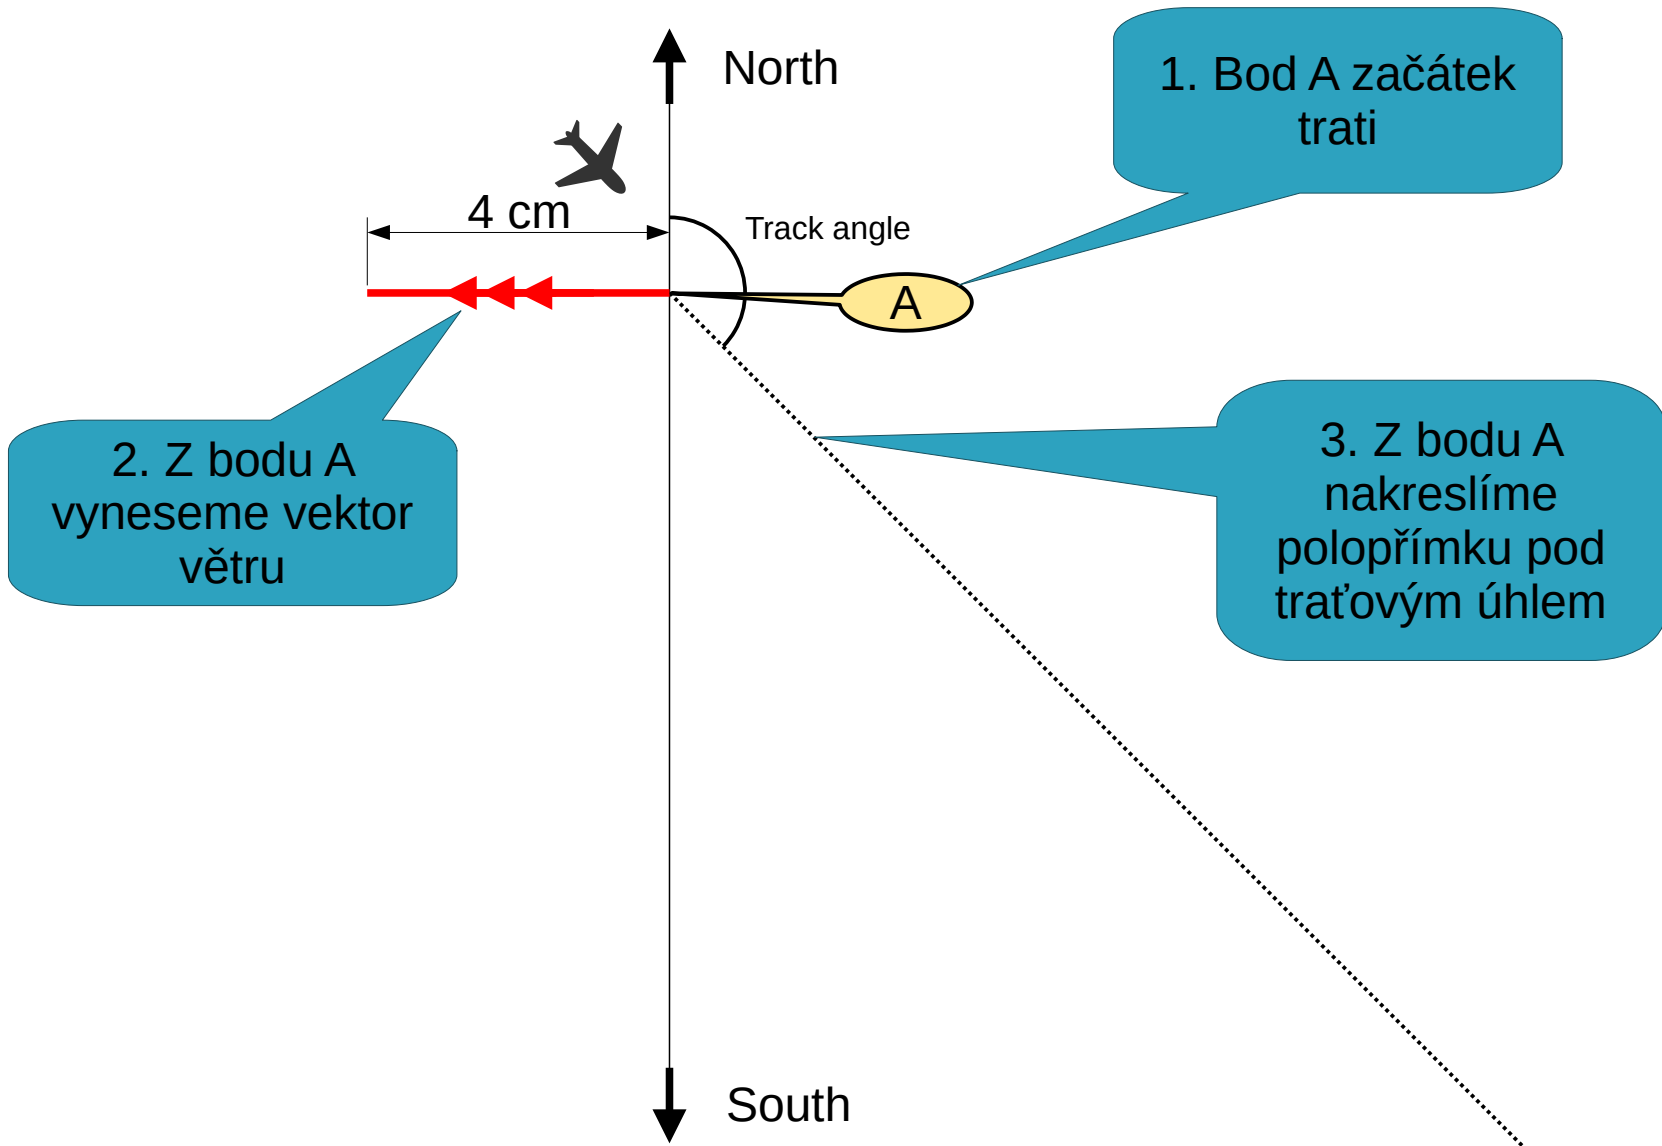 North
1. Bod A začátek
trati
4 cm
Track angle
A
2. Z bodu A
vyneseme vektor
větru
3. Z bodu A
nakreslíme
polopřímku pod
traťovým úhlem
South